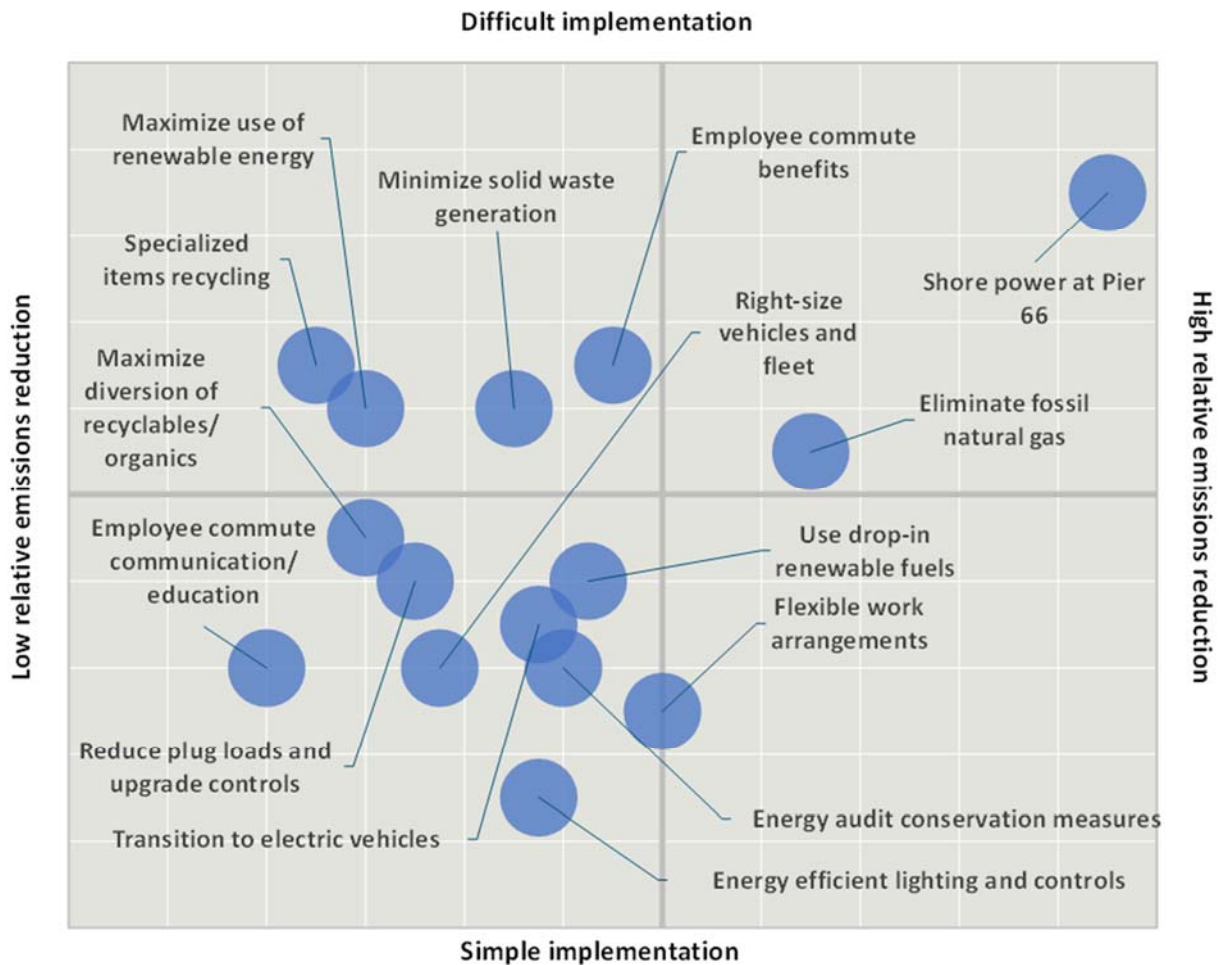 Difficult implementation
Maximize use of
renewable energy
Employee commute
benefits
Minimize solid waste
generation
Specialized
items recycling
Shore power at Pier
66
Right-size
vehicles and
fleet
Low relative emissions reduction
High relative emissions reduction
Maximize
diversion of
recyclables/
organics
Eliminate fossil
natural gas
Employee commute
communication/
education
Use drop-in
renewable fuels
Flexible work
arrangements
Reduce plug loads and
upgrade controls
Energy audit conservation measures
Transition to electric vehicles
Energy efficient lighting and controls
Simple implementation